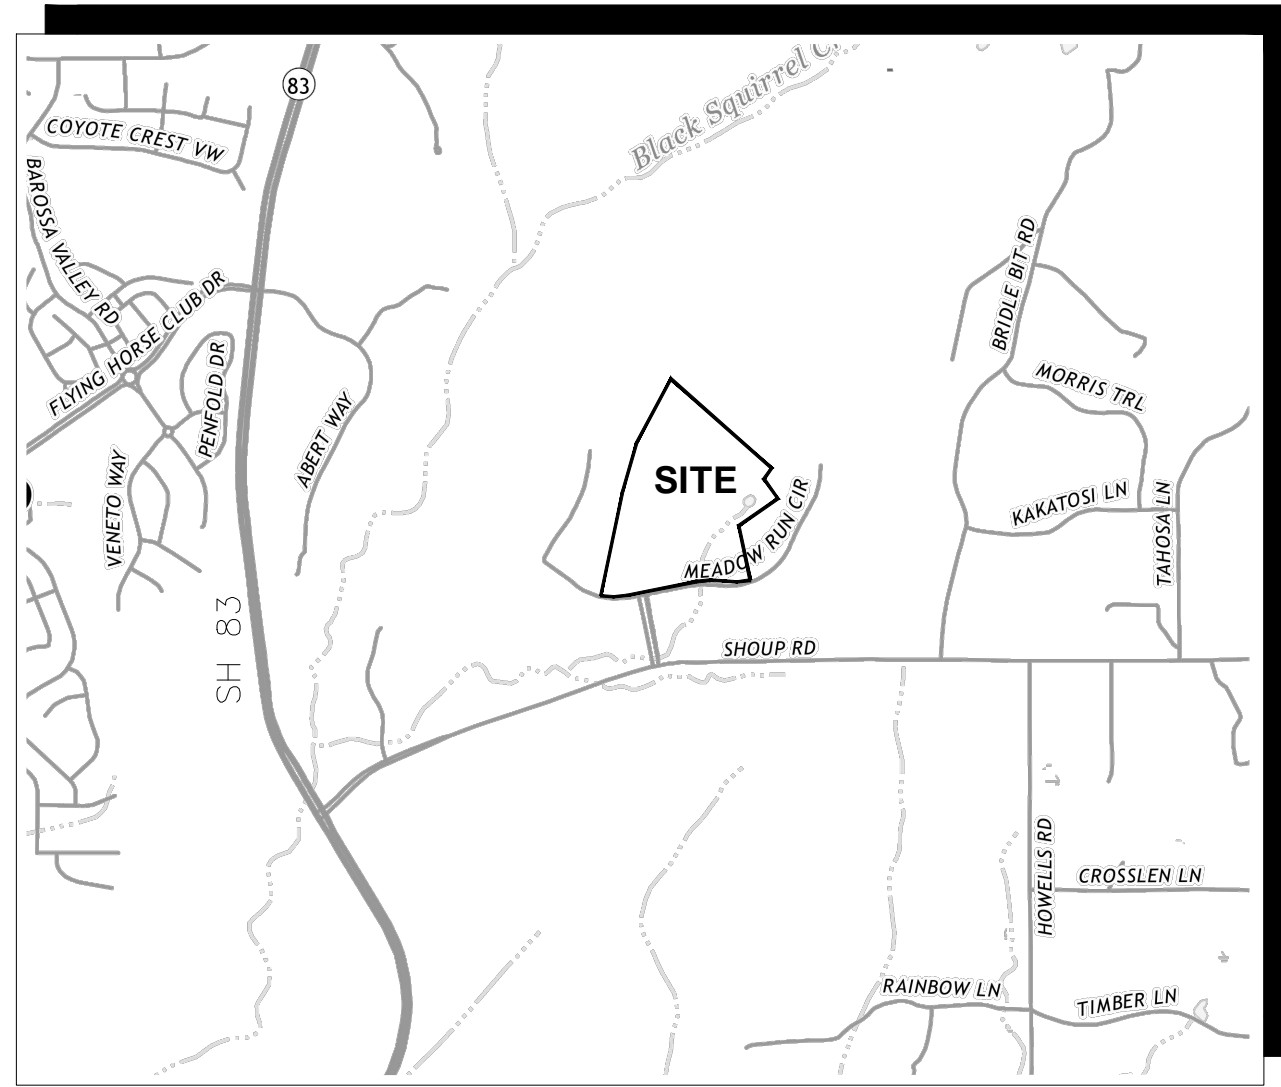 83
Black Squirrel C
COYOTE CREST VW
BAROSSA VALLEY RD
FLYING HORSE CLUB DR
PENFOLD DR
VENETO WAY
ABERT WAY
BRIDLE BIT RD
MORRIS TRL
SITE
KAKATOSI LN
TAHOSA LN
MEADOW RUN CIR
SH 83
SHOUP RD
HOWELLS RD
CROSSLEN LN
RAINBOW LN
TIMBER LN